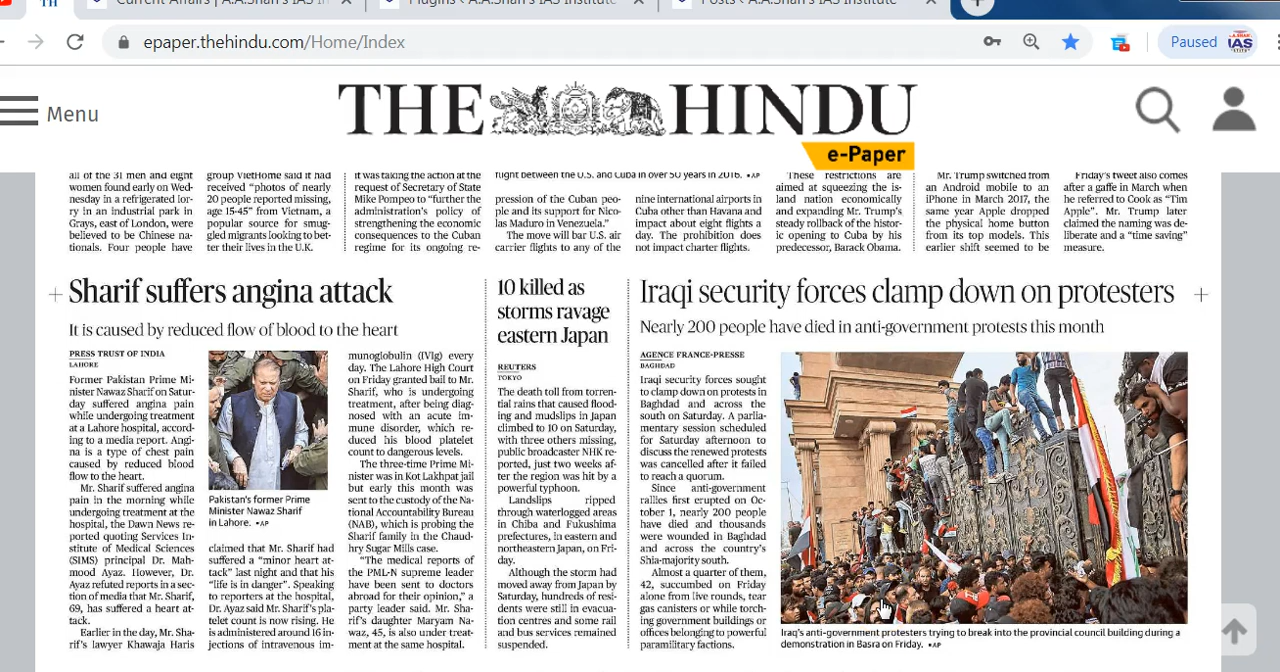 Current Affairs | A.A.Shah's IAS In
Plugins ‹ A.A.Shah's IAS Institute
Posts ‹ A.A.Shah's IAS Institute
epaper.thehindu.com/Home/Index
Paused
IAS
Menu
THE HINDU
e-Paper
all of the 31 men and eight
women found early on Wed-
nesday in a refrigerated lor-
ry in an industrial park in
Grays, east of London, were
believed to be Chinese na-
tionals. Four people have
group VietHome said it had
received “photos of nearly
20 people reported missing,
age 15-45” from Vietnam, a
popular source for smug-
gled migrants looking to bet-
ter their lives in the U.K.
it was taking the action at the
request of Secretary of State
Mike Pompeo to “further the
administration’s policy of
strengthening the economic
consequences to the Cuban
regime for its ongoing re-
flight between the U.S. and Cuba in over 50 years in 2016. •AP
pression of the Cuban peo-
ple and its support for Nico-
las Maduro in Venezuela.”
The move will bar U.S. air
carrier flights to any of the
nine international airports in
Cuba other than Havana and
impact about eight flights a
day. The prohibition does
not impact charter flights.
These restrictions are
aimed at squeezing the is-
land nation economically
and expanding Mr. Trump’s
steady rollback of the histor-
ic opening to Cuba by his
predecessor, Barack Obama.
Mr. Trump switched from
an Android mobile to an
iPhone in March 2017, the
same year Apple dropped
the physical home button
from its top models. This
earlier shift seemed to be
Friday’s tweet also comes
after a gaffe in March when
he referred to Cook as “Tim
Apple”. Mr. Trump later
claimed the naming was de-
liberate and a “time saving”
measure.
Sharif suffers angina attack
It is caused by reduced flow of blood to the heart
PRESS TRUST OF INDIA
LAHORE
Former Pakistan Prime Mi-
nister Nawaz Sharif on Satur-
day suffered angina pain
while undergoing treatment
at a Lahore hospital, accord-
ing to a media report. Angi-
na is a type of chest pain
caused by reduced blood
flow to the heart.
Mr. Sharif suffered angina
pain in the morning while
undergoing treatment at the
hospital, the Dawn News re-
ported quoting Services In-
stitute of Medical Sciences
(SIMS) principal Dr. Mah-
mood Ayaz. However, Dr.
Ayaz refuted reports in a sec-
tion of media that Mr. Sharif,
69, has suffered a heart at-
tack.
Earlier in the day, Mr. Sha-
rif’s lawyer Khawaja Haris
Pakistan’s former Prime
Minister Nawaz Sharif
in Lahore. •AP
claimed that Mr. Sharif had
suffered a “minor heart at-
tack” last night and that his
“life is in danger”. Speaking
to reporters at the hospital,
Dr. Ayaz said Mr. Sharif’s pla-
telet count is now rising. He
is administered around 16 in-
jections of intravenous im-
munoglobulin (IVIg) every
day. The Lahore High Court
on Friday granted bail to Mr.
Sharif, who is undergoing
treatment, after being diag-
nosed with an acute im-
mune disorder, which re-
duced his blood platelet
count to dangerous levels.
The three-time Prime Mi-
nister was in Kot Lakhpat jail
but early this month was
sent to the custody of the Na-
tional Accountability Bureau
(NAB), which is probing the
Sharif family in the Chaud-
hry Sugar Mills case.
“The medical reports of
the PML-N supreme leader
have been sent to doctors
abroad for their opinion,” a
party leader said. Mr. Sha-
rif’s daughter Maryam Na-
waz, 45, is also under treat-
ment at the same hospital.
10 killed as
storms ravage
eastern Japan
REUTERS
TOKYO
The death toll from torren-
tial rains that caused flood-
ing and mudslips in Japan
climbed to 10 on Saturday,
with three others missing,
public broadcaster NHK re-
ported, just two weeks af-
ter the region was hit by a
powerful typhoon.
Landslips ripped
through waterlogged areas
in Chiba and Fukushima
prefectures, in eastern and
northeastern Japan, on Fri-
day.
Although the storm had
moved away from Japan by
Saturday, hundreds of resi-
dents were still in evacua-
tion centres and some rail
and bus services remained
suspended.
Iraqi security forces clamp down on protesters
Nearly 200 people have died in anti-government protests this month
AGENCE FRANCE-PRESSE
BAGHDAD
Iraqi security forces sought
to clamp down on protests in
Baghdad and across the
south on Saturday. A parlia-
mentary session scheduled
for Saturday afternoon to
discuss the renewed protests
was cancelled after it failed
to reach a quorum.
Since anti-government
rallies first erupted on Oc-
tober 1, nearly 200 people
have died and thousands
were wounded in Baghdad
and across the country’s
Shia-majority south.
Almost a quarter of them,
42, succumbed on Friday
alone from live rounds, tear
gas canisters or while torch-
ing government buildings or
offices belonging to powerful
paramilitary factions.
Iraq’s anti-government protesters trying to break into the provincial council building during a
demonstration in Basra on Friday. •AP